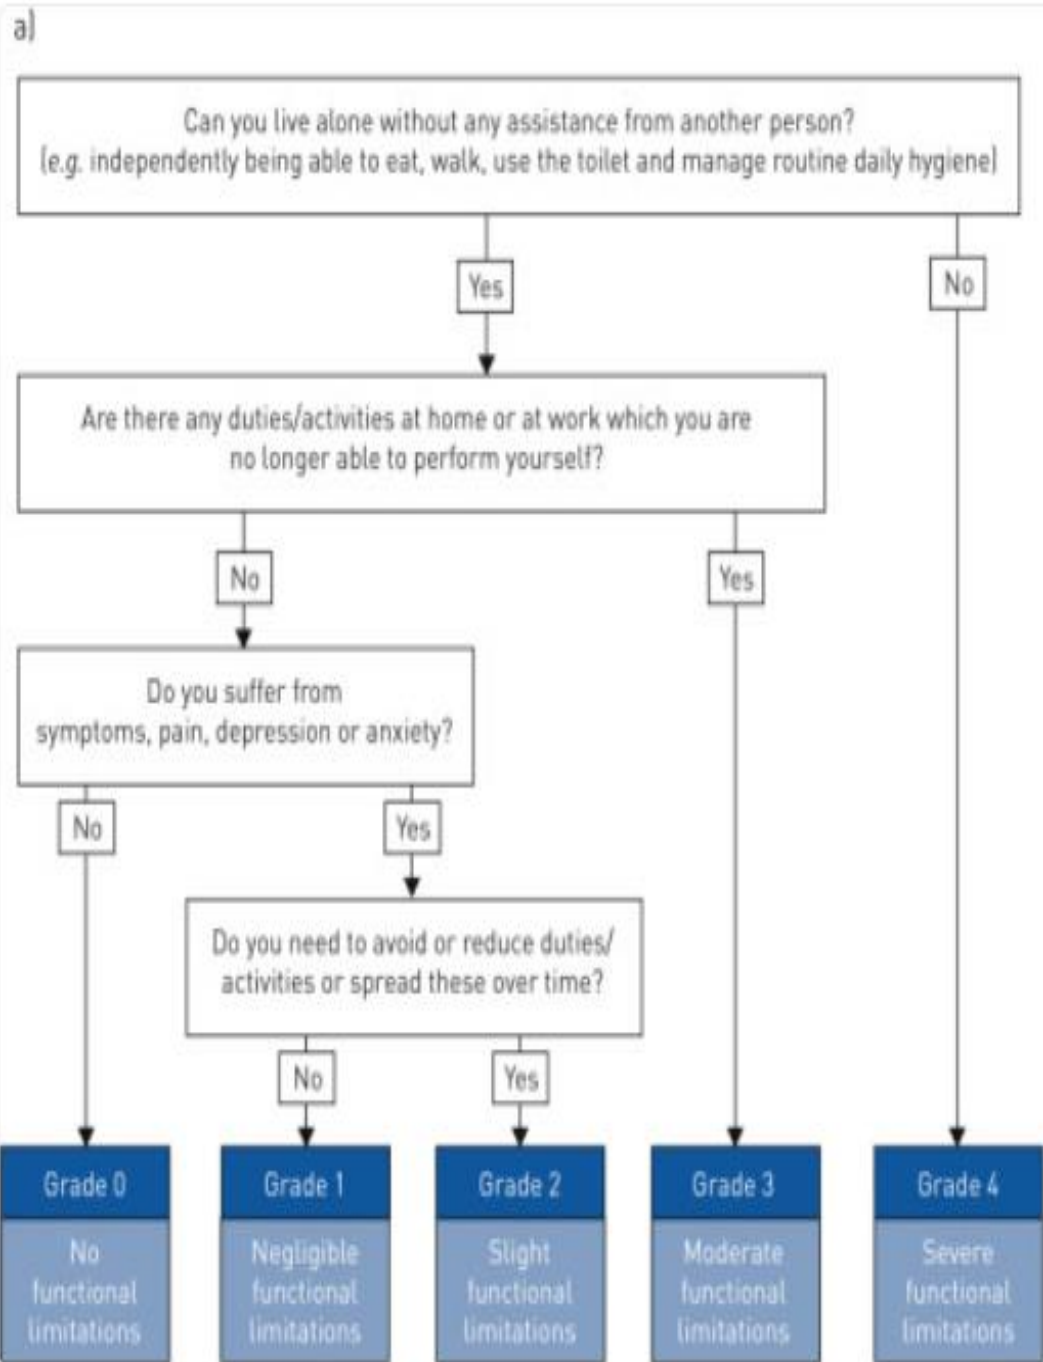 a)
Can you live alone without any assistance from another person?
(e.g. independently being able to eat, walk, use the toilet and manage routine daily hygiene)
Yes
No
Are there any duties/activities at home or at work which you are
no longer able to perform yourself?
No
Yes
Do you suffer from
symptoms, pain, depression or anxiety?
No
Yes
Do you need to avoid or reduce duties/
activities or spread these over time?
No
Yes
Grade 0
No
functional
limitations
Grade 1
Negligible
functional
limitations
Grade 2
Slight
functional
limitations
Grade 3
Moderate
functional
limitations
Grade 4
Severe
functional
limitations